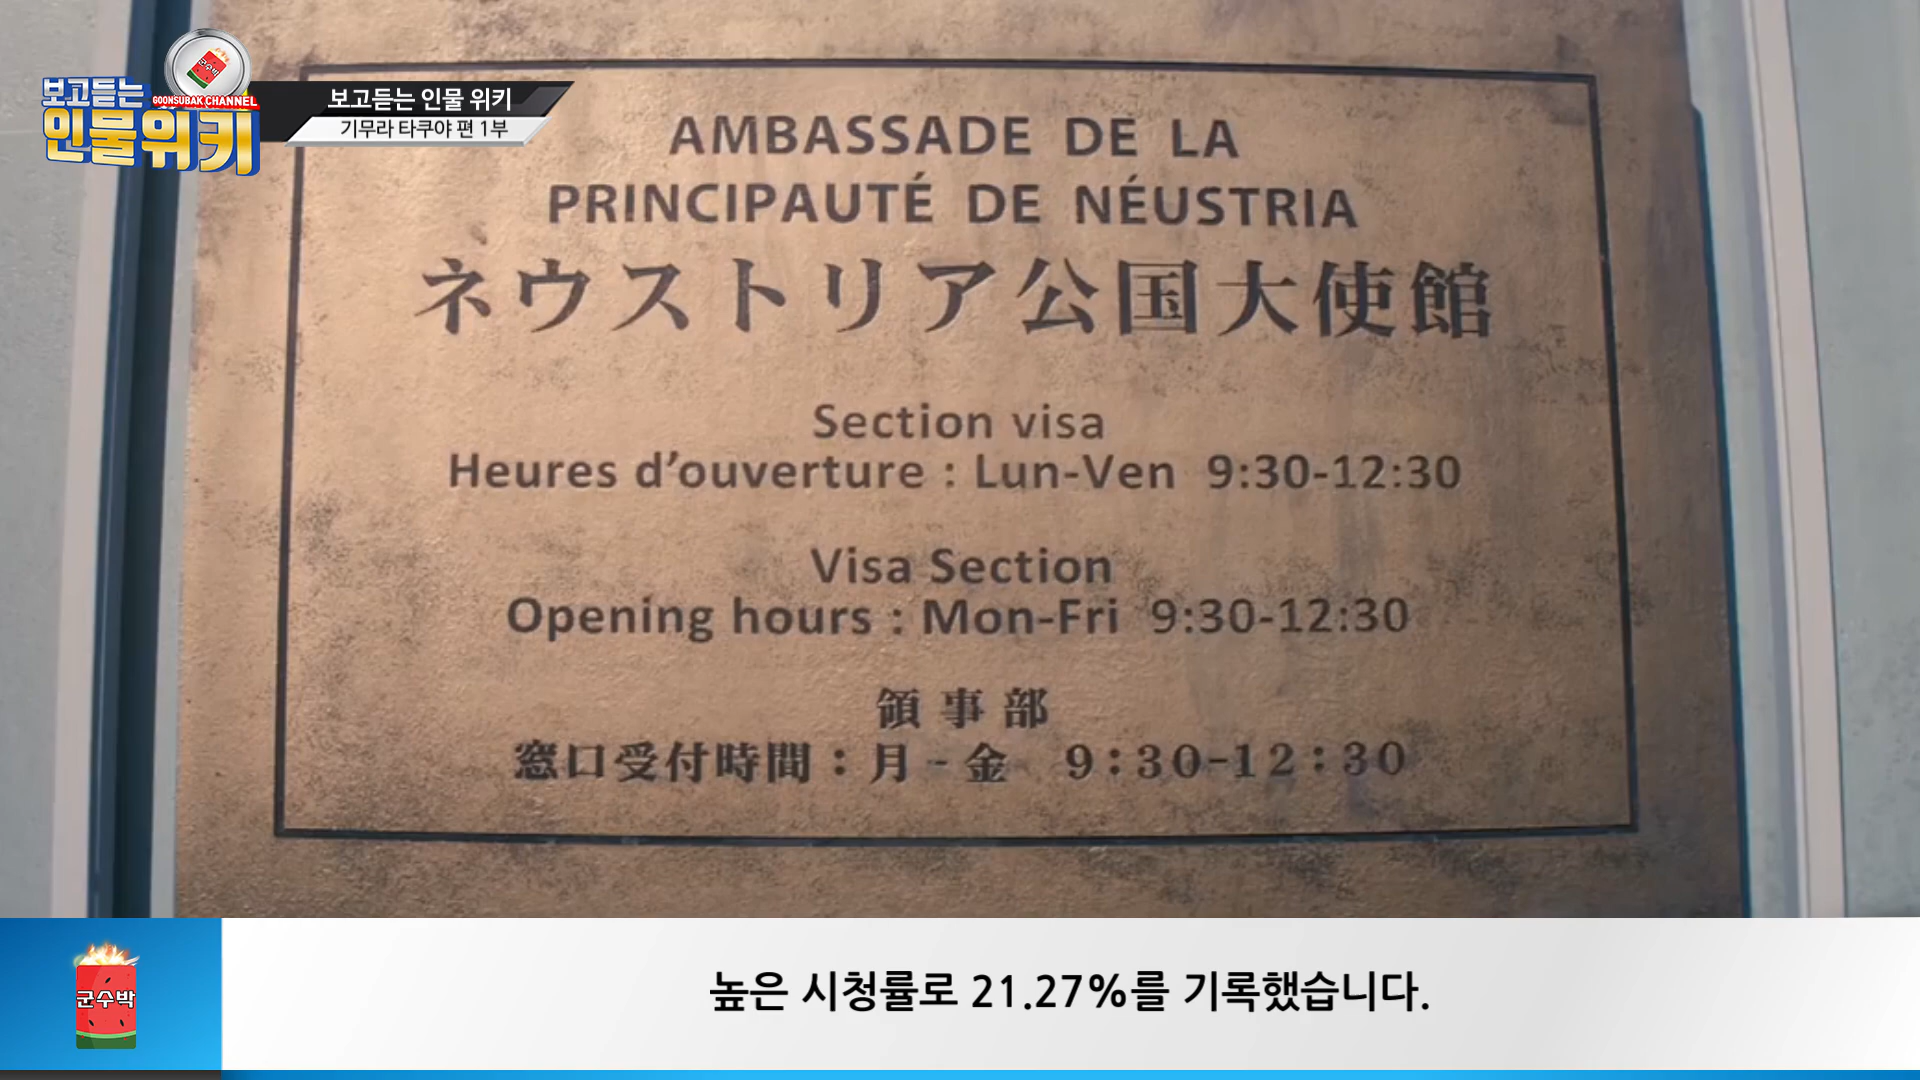 보고듣는
인물위키
군수박
GOONSUBAK CHANNEL
보고듣는 인물 위키
기무라 타쿠야 편 1부
AMBASSADE DE LA
PRINCIPAUTÉ DE NÉUSTRIA
ネウストリア公国大使館
Section visa
Heures d’ouverture : Lun-Ven 9:30-12:30
Visa Section
Opening hours : Mon-Fri 9:30-12:30
領事部
窓口受付時間：月-金 9:30-12:30
군수박
높은 시청률로 21.27%를 기록했습니다.